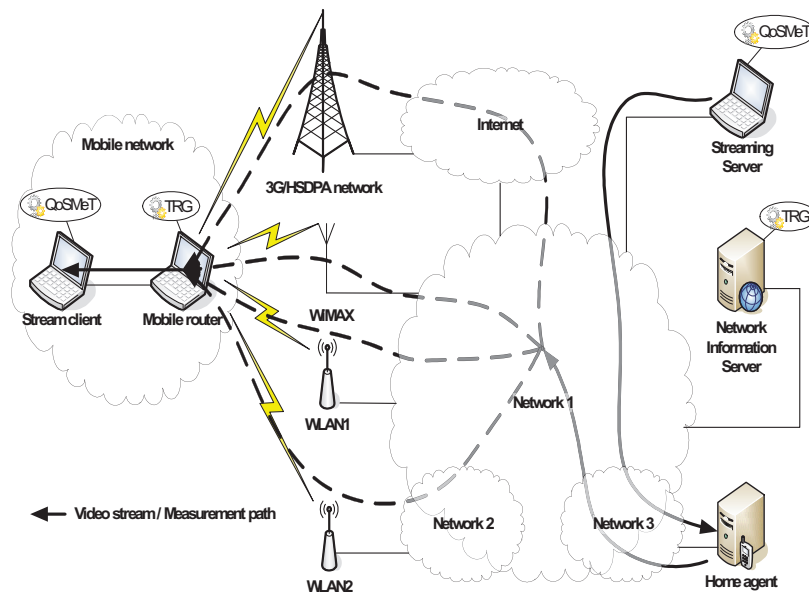 QoSMeT
Mobile network
Internet
Streaming
Server
3G/HSDPA network
QoSMeT
TRG
TRG
Stream client
Mobile router
WiMAX
Network
Information
Server
Network 1
WLAN1
Video stream / Measurement path
Network 2
Network 3
WLAN2
Home agent